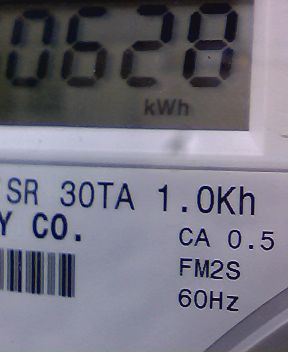 0628
kWh
SR 30TA 1.0Kh
Y CO.
CA 0.5
FM2S
60Hz